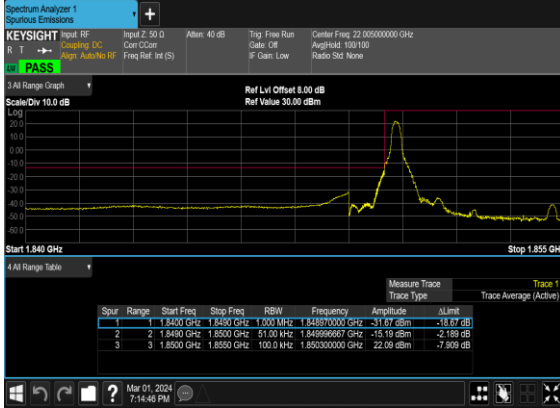 Spectrum Analyzer 1
Spurious Emissions
+
KEYSIGHT Input: RF Input Z: 50 Ω Atten: 40 dB Trig: Free Run Center Freq: 22.005000000 GHz
R T Coupling: DC Corr CCorr Gate: Off Avg|Hold: 100/100
Align: Auto/No RF Freq Ref: Int (S) IF Gain: Low Radio Std: None
LXI PASS
3 All Range Graph
Ref Lvl Offset 8.00 dB
Scale/Div 10.0 dB Ref Value 30.00 dBm
Log
20.0
10.0
0.00
-10.0
-20.0
-30.0
-40.0
-50.0
-60.0
Start 1.840 GHz Stop 1.855 GH
4 All Range Table
Measure Trace Trace 1
Trace Type Trace Average (Active)
Spur Range Start Freq Stop Freq RBW Frequency Amplitude ΔLimit
1 1 1.8400 GHz 1.8490 GHz 1.000 MHz 1.848970000 GHz -31.67 dBm -18.67 dB
2 2 1.8490 GHz 1.8500 GHz 51.00 kHz 1.849996667 GHz -15.19 dBm -2.189 dB
3 3 1.8500 GHz 1.8550 GHz 100.0 kHz 1.850300000 GHz 22.09 dBm -7.909 dB
? Mar 01, 2024
7:14:46 PM